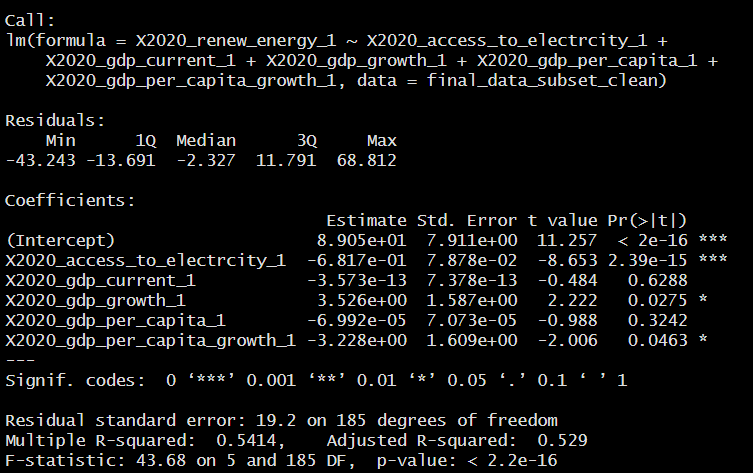 Call:
lm(formula = X2020_renew_energy_1 ~ X2020_access_to_electrcity_1 +
    X2020_gdp_current_1 + X2020_gdp_growth_1 + X2020_gdp_per_capita_1 +
    X2020_gdp_per_capita_growth_1, data = final_data_subset_clean)

Residuals:
    Min      1Q  Median      3Q     Max
-43.243 -13.691  -2.327  11.791  68.812

Coefficients:
                                Estimate Std. Error t value Pr(>|t|)
(Intercept)                    8.905e+01  7.911e+00  11.257  < 2e-16 ***
X2020_access_to_electrcity_1  -6.817e-01  7.878e-02  -8.653 2.39e-15 ***
X2020_gdp_current_1           -3.573e-13  7.378e-13  -0.484   0.6288
X2020_gdp_growth_1             3.526e+00  1.587e+00   2.222   0.0275 *
X2020_gdp_per_capita_1        -6.992e-05  7.073e-05  -0.988   0.3242
X2020_gdp_per_capita_growth_1 -3.228e+00  1.609e+00  -2.006   0.0463 *
---
Signif. codes:  0 ‘***’ 0.001 ‘**’ 0.01 ‘*’ 0.05 ‘.’ 0.1 ‘ ’ 1

Residual standard error: 19.2 on 185 degrees of freedom
Multiple R-squared:  0.5414,	Adjusted R-squared:  0.529
F-statistic: 43.68 on 5 and 185 DF,  p-value: < 2.2e-16